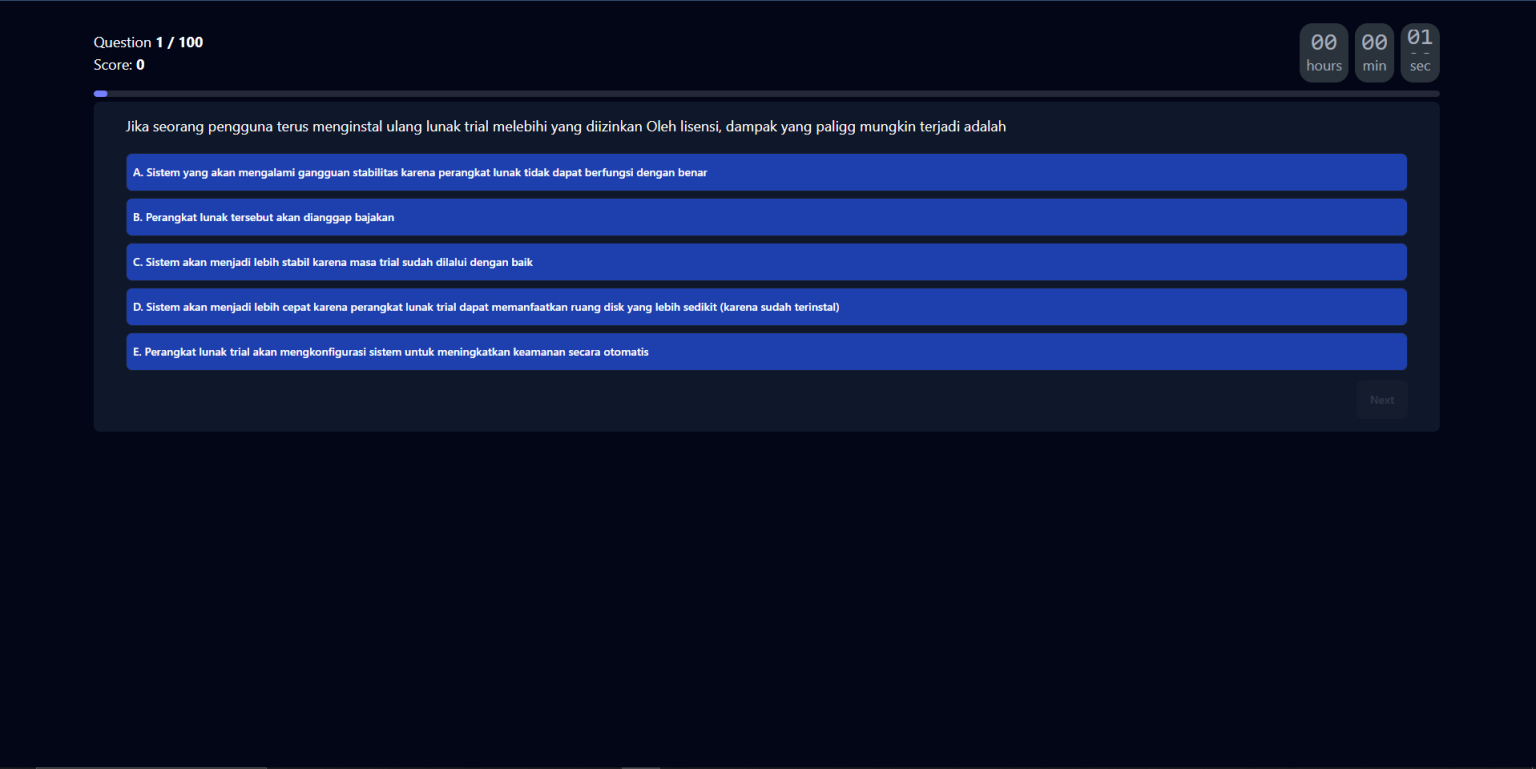 Question 1 / 100
Score: 0
00 hours
00 min
01 sec
Jika seorang pengguna terus menginstal ulang lunak trial melebihi yang diizinkan Oleh lisensi, dampak yang paligg mungkin terjadi adalah
A. Sistem yang akan mengalami gangguan stabilitas karena perangkat lunak tidak dapat berfungsi dengan benar
B. Perangkat lunak tersebut akan dianggap bajakan
C. Sistem akan menjadi lebih stabil karena masa trial sudah dilalui dengan baik
D. Sistem akan menjadi lebih cepat karena perangkat lunak trial dapat memanfaatkan ruang disk yang lebih sedikit (karena sudah terinstal)
E. Perangkat lunak trial akan mengkonfigurasi sistem untuk meningkatkan keamanan secara otomatis
Next